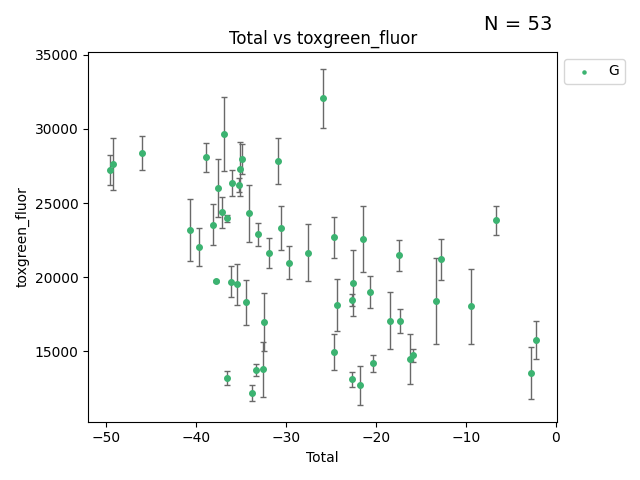 N = 53
Total vs toxgreen_fluor
G
35000
30000
25000
20000
15000
toxgreen_fluor
−50 −40 −30 −20 −10 0
Total